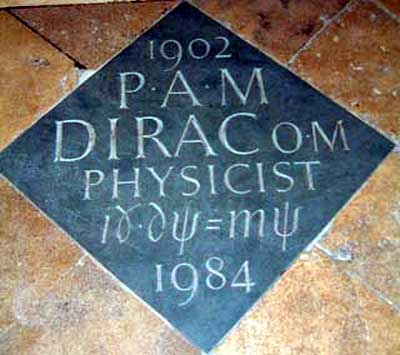 1902
P·A·M
DIRAC O·M
PHYSICIST
iγ·∂ψ=mψ
1984